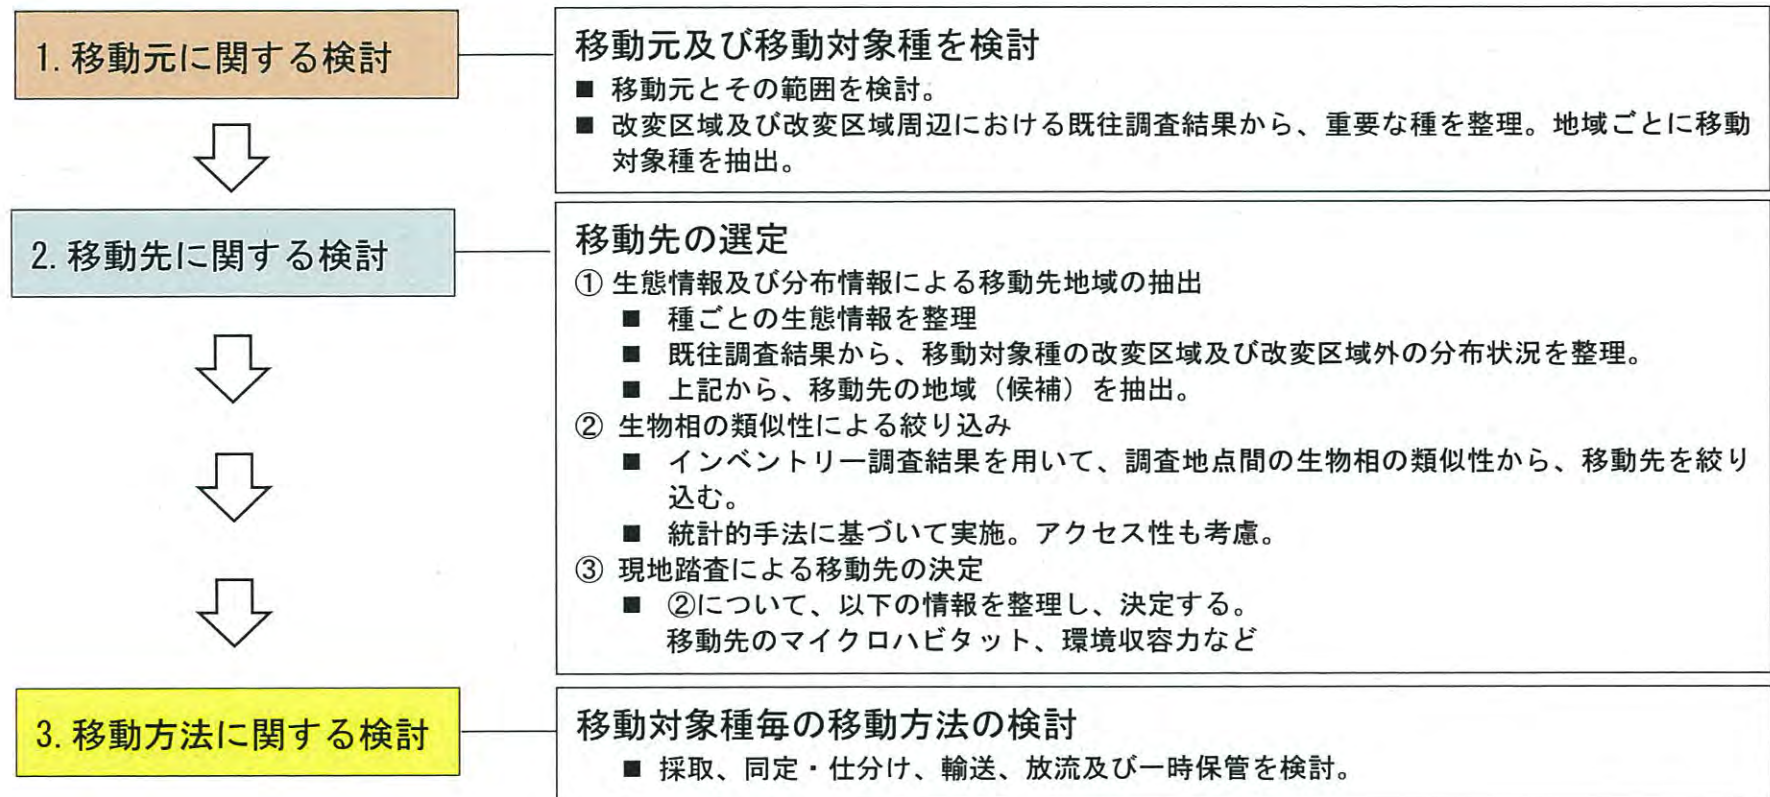 1. 移動元に関する検討
移動元及び移動対象種を検討
■ 移動元とその範囲を検討。
■ 改変区域及び改変区域周辺における既往調査結果から、重要な種を整理。地域ごとに移動
対象種を抽出。
2. 移動先に関する検討
移動先の選定
① 生態情報及び分布情報による移動先地域の抽出
■ 種ごとの生態情報を整理
■ 既往調査結果から、移動対象種の改変区域及び改変区域外の分布状況を整理。
■ 上記から、移動先の地域（候補）を抽出。
② 生物相の類似性による絞り込み
■ インベントリー調査結果を用いて、調査地点間の生物相の類似性から、移動先を絞り
込む。
■ 統計的手法に基づいて実施。アクセス性も考慮。
③ 現地踏査による移動先の決定
■ ②について、以下の情報を整理し、決定する。
移動先のマイクロハビタット、環境収容力など
3. 移動方法に関する検討
移動対象種毎の移動方法の検討
■ 採取、同定・仕分け、輸送、放流及び一時保管を検討。